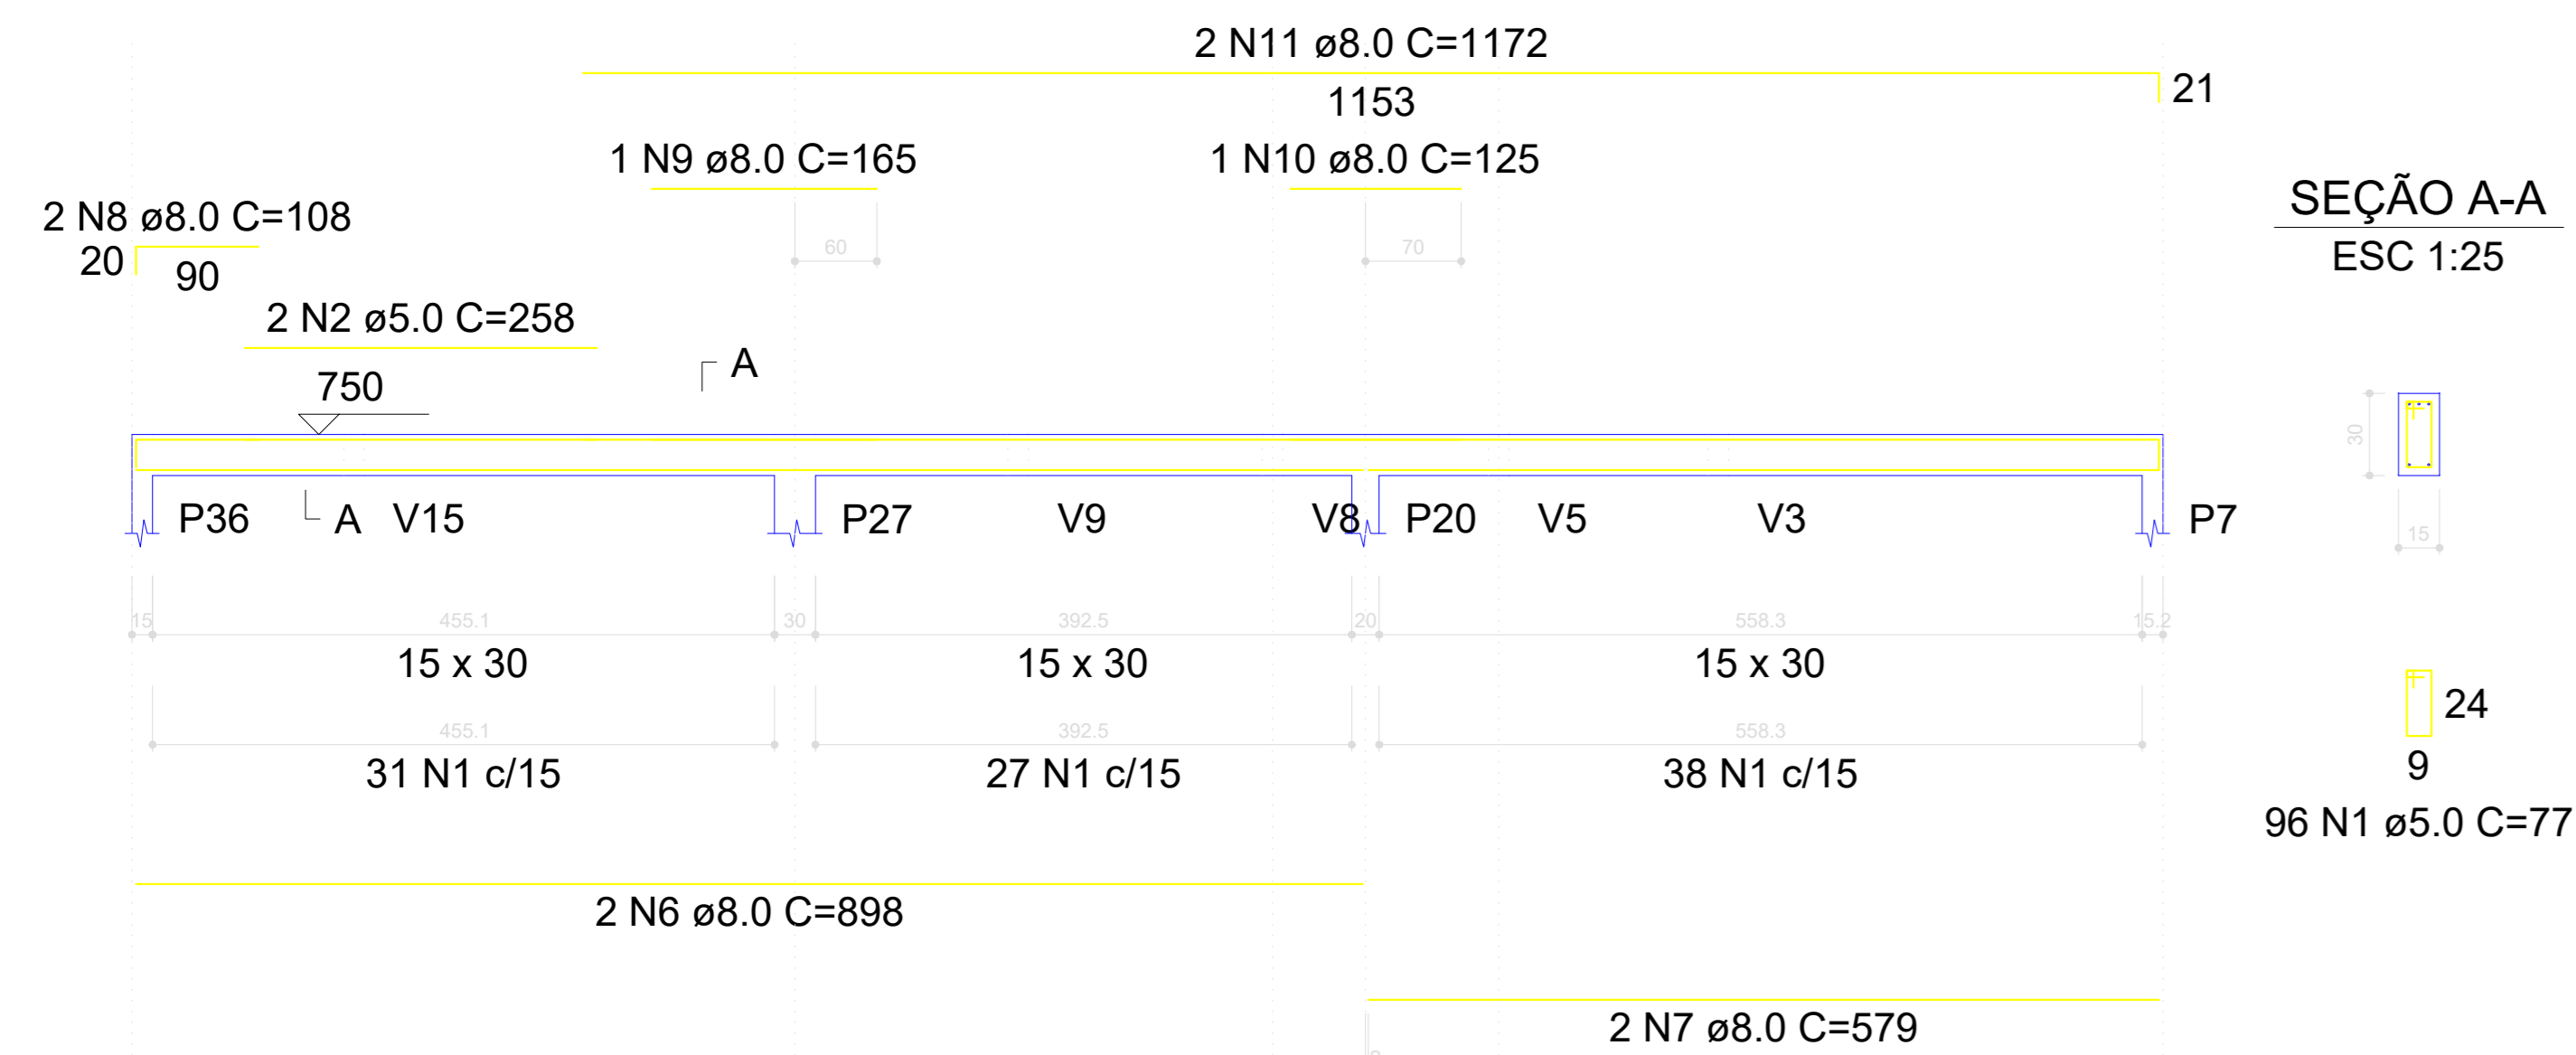 2 N11 ø8.0 C=1172
1153
21
1 N9 ø8.0 C=165
1 N10 ø8.0 C=125
60
70
2 N8 ø8.0 C=108
20
90
2 N2 ø5.0 C=258
750
A
SEÇÃO A-A
ESC 1:25
30
15
P36
A
V15
P27
V9
V8
P20
V5
V3
P7
15
455.1
30
392.5
20
558.3
15.2
15 x 30
15 x 30
15 x 30
455.1
392.5
558.3
31 N1 c/15
27 N1 c/15
38 N1 c/15
24
9
96 N1 ø5.0 C=77
2 N6 ø8.0 C=898
2 N7 ø8.0 C=579